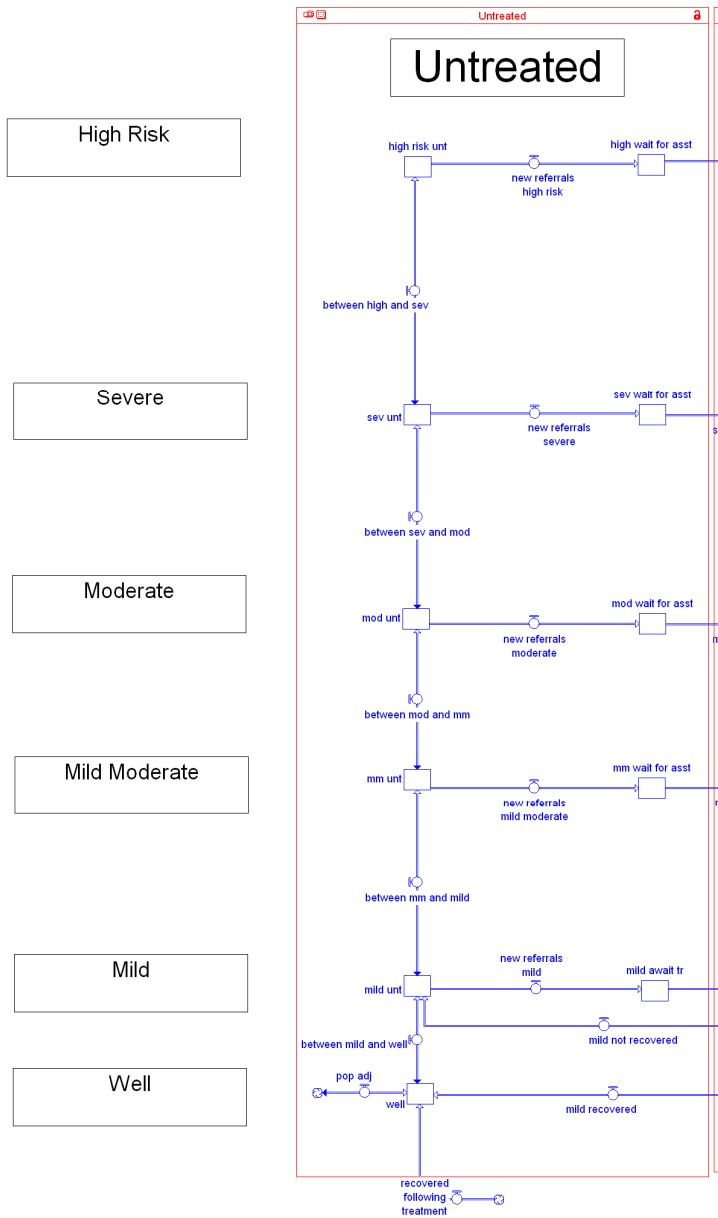 Untreated
Untreated
High Risk
high risk unt
high wait for asst
new referrals
high risk
between high and sev
Severe
sev unt
sev wait for asst
new referrals
severe
s
between sev and mod
Moderate
mod unt
mod wait for asst
new referrals
moderate
m
between mod and mm
Mild Moderate
mm unt
mm wait for asst
new referrals
mild moderate
between mm and mild
Mild
new referrals
mild
mild await tr
mild unt
mild not recovered
between mild and well
Well
pop adj
well
mild recovered
recovered
following
treatment